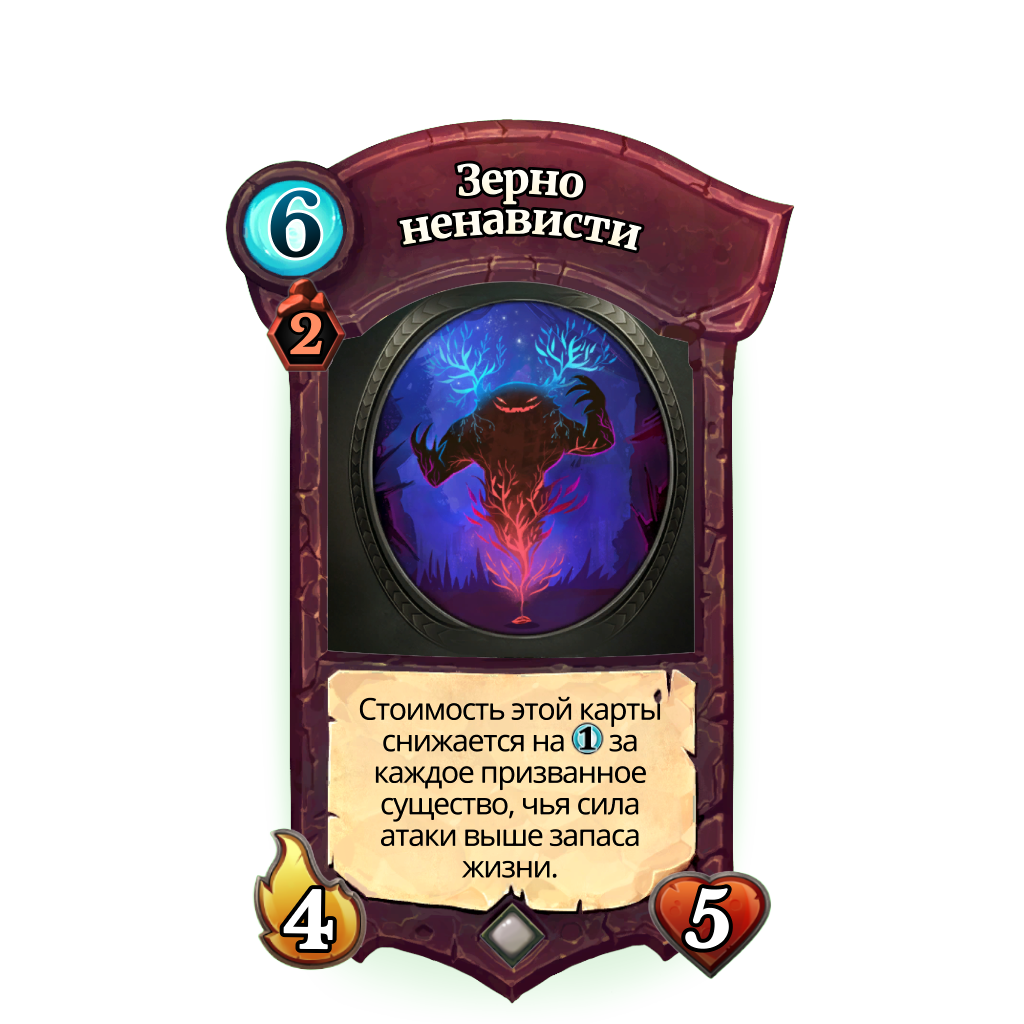 Зерно
ненависти
6
2
Стоимость этой карты
снижается на 1 за
каждое призванное
существо, чья сила
атаки выше запаса
жизни.
4
5